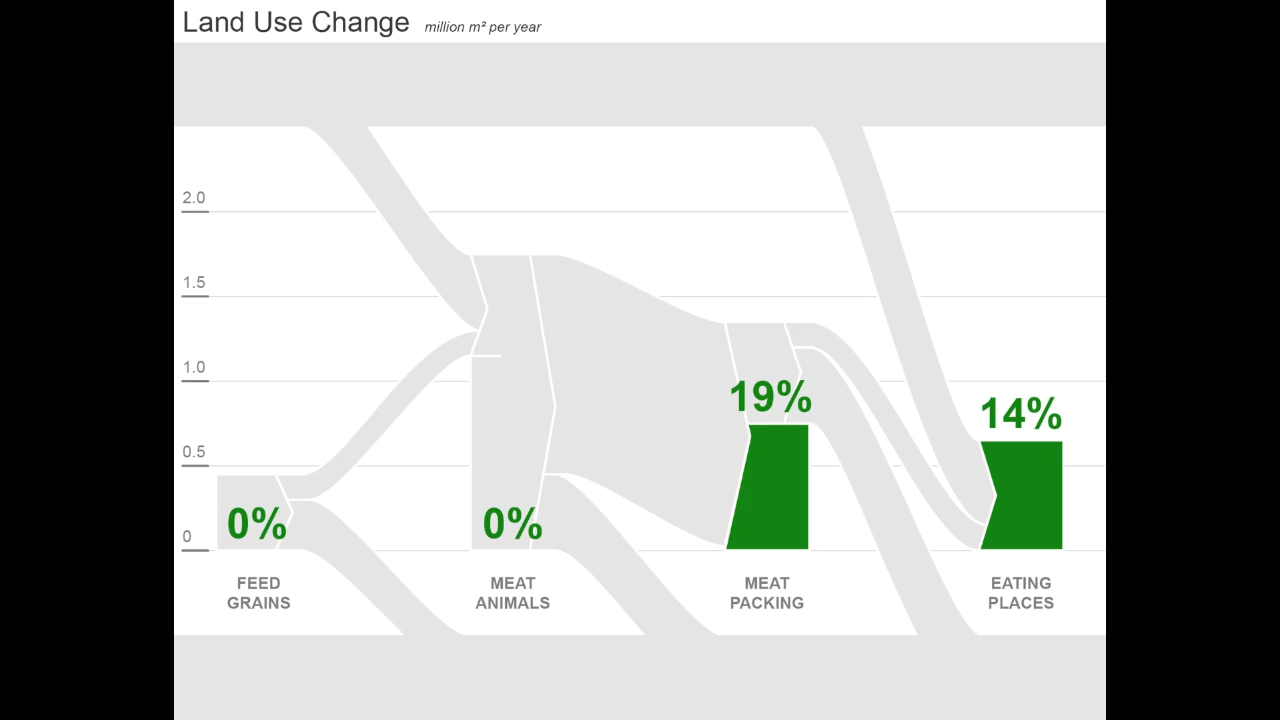 Land Use Change million m² per year
2.0
1.5
1.0
0.5
0
19%
14%
0%
0%
FEED
GRAINS
MEAT
ANIMALS
MEAT
PACKING
EATING
PLACES